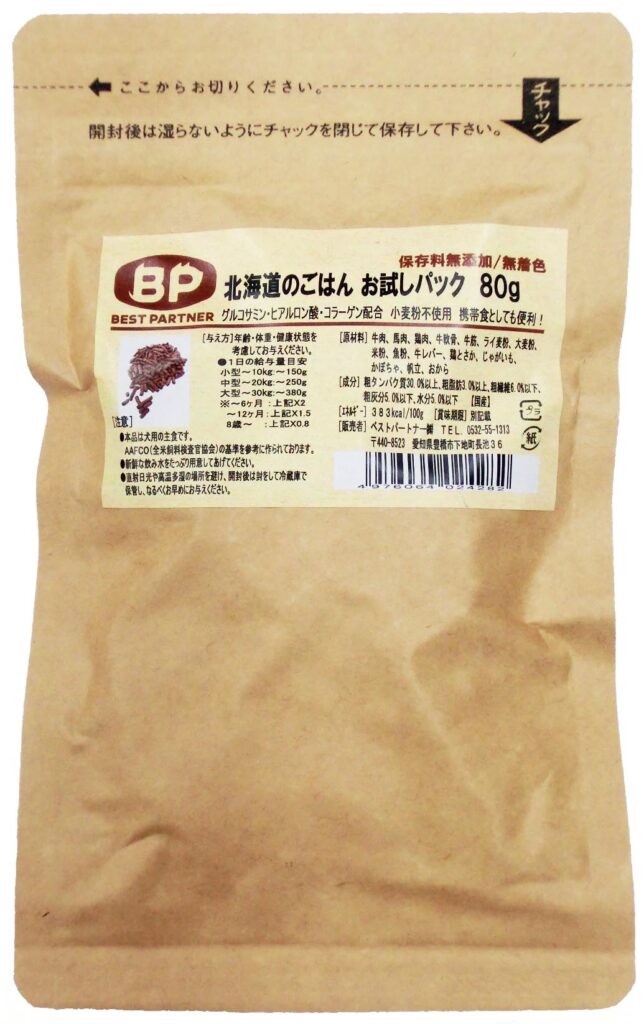 ここからお切りください。
チャック
開封後は湿らないようにチャックを閉じて保存して下さい。
保存料無添加/無着色
BP
BEST PARTNER
北海道のごはん お試しパック 80g
グルコサミン・ヒアルロン酸・コラーゲン配合 小麦粉不使用 携帯食としても便利!
[与え方]年齢・体重・健康状態を
考慮してお与えください。
●1日の給与量目安
小型~10kg:~150g
中型~20kg:~250g
大型~30kg:~380g
※~6ヶ月:上記X2
~12ヶ月:上記X1.5
8歳~ :上記X0.8
[注意]
●本品は犬用の主食です。
AAFCO(全米飼料検査官協会)の基準を参考に作られております。
●新鮮な飲み水をたっぷり用意してあげてください。
●直射日光や高温多湿の場所を避け、開封後は封をして冷蔵庫で
保管し、なるべくお早めにお与えください。
[原材料]牛肉、馬肉、鶏肉、牛軟骨、牛筋、ライ麦粉、大麦粉、
米粉、魚粉、牛レバー、鶏とさか、じゃがいも、
かぼちゃ、帆立、おから
[成分]粗タンパク質30.0%以上、粗脂肪3.0%以上、粗繊維6.0%以下、
粗灰分5.0%以下、水分5.0%以下 [国産]
[エネルギー]383kcal/100g [賞味期限]別記載
[販売者]ベストパートナー㈱ TEL 0532-55-1313
〒440-8523 愛知県豊橋市下地町長池36
プラ
紙
4976064024282